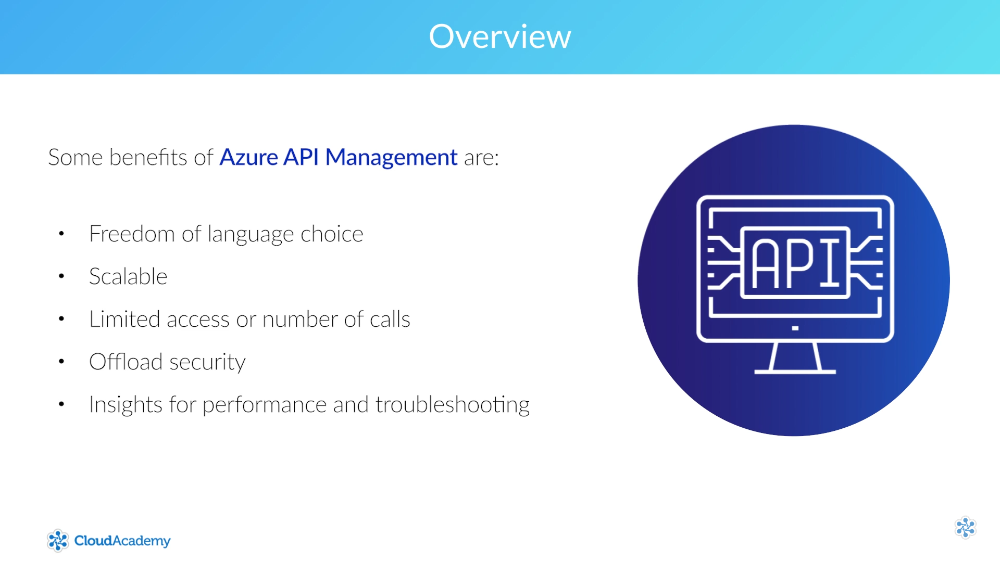 Overview
Some benefits of Azure API Management are:
• Freedom of language choice
• Scalable
• Limited access or number of calls
• Offload security
• Insights for performance and troubleshooting
API
CloudAcademy